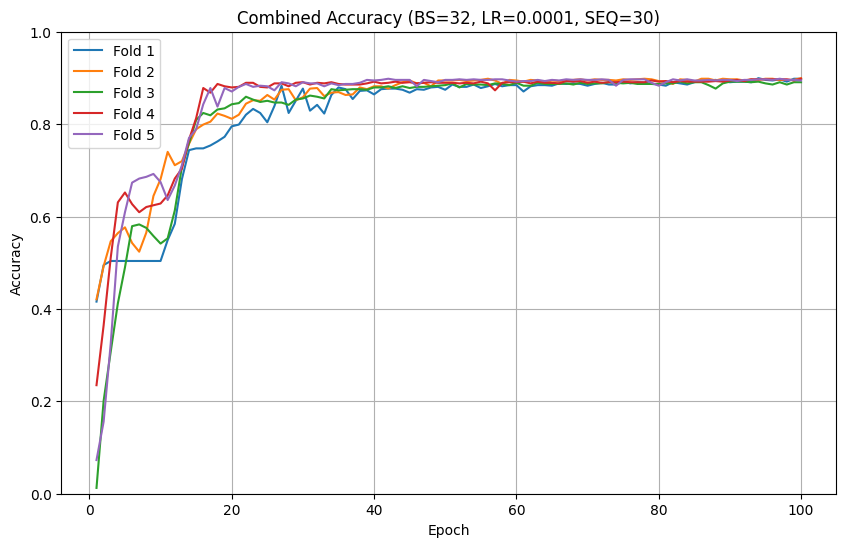 Combined Accuracy (BS=32, LR=0.0001, SEQ=30)
Fold 1
Fold 2
Fold 3
Fold 4
Fold 5
Accuracy
1.0
0.8
0.6
0.4
0.2
0.0
0 20 40 60 80 100
Epoch